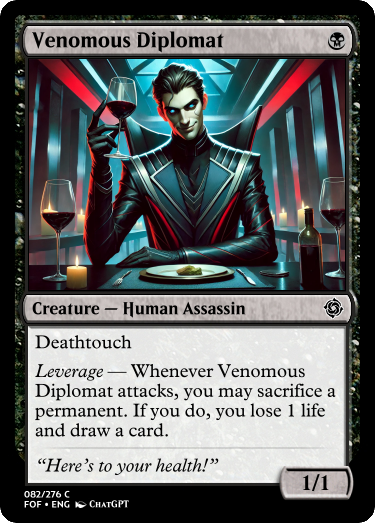 Venomous Diplomat
Creature — Human Assassin
Deathtouch
Leverage — Whenever Venomous
Diplomat attacks, you may sacrifice a
permanent. If you do, you lose 1 life
and draw a card.
“Here’s to your health!”
1/1
082/276 C
FOF • ENG ChatGPT